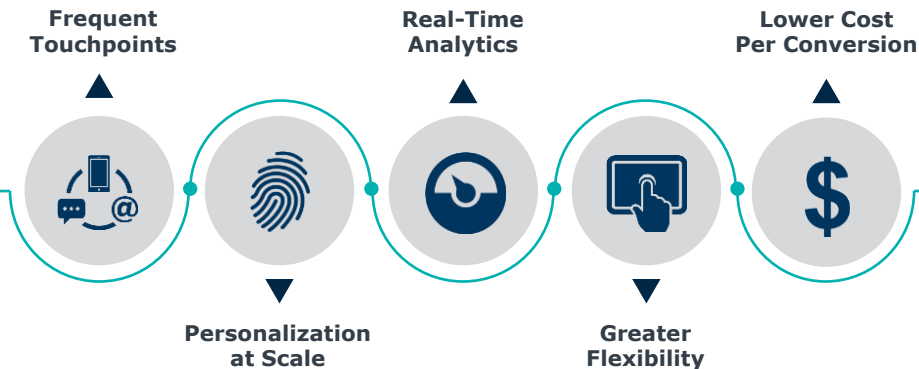 Frequent
Touchpoints
Real-Time
Analytics
Lower Cost
Per Conversion
@
$
Personalization
at Scale
Greater
Flexibility